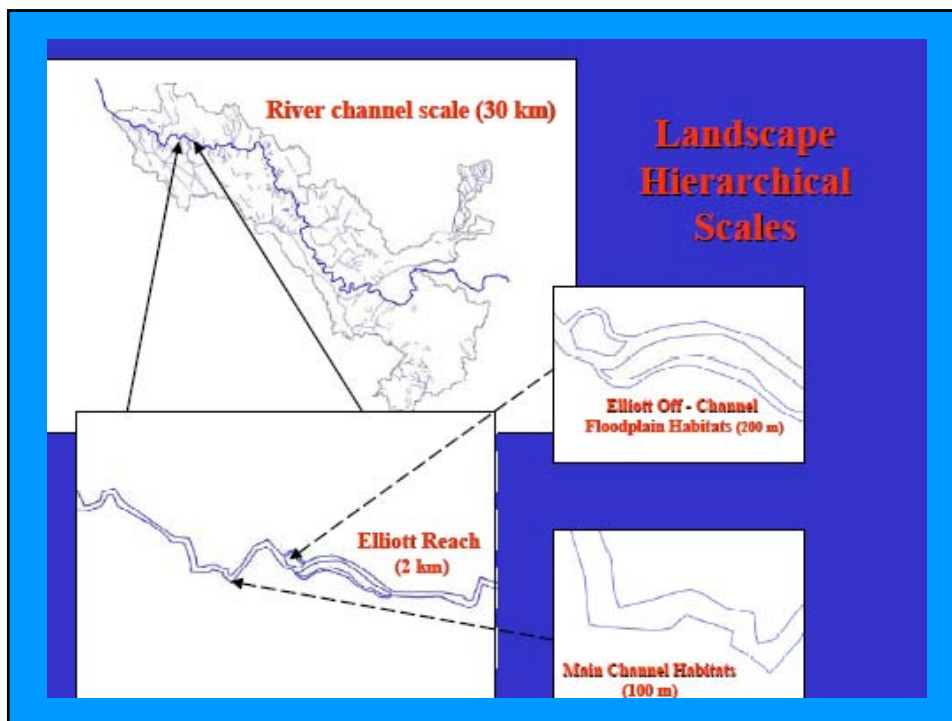 River channel scale (30 km)
Landscape
Hierarchical
Scales
Elliott Off - Channel
Floodplain Habitats (200 m)
Elliott Reach
(2 km)
Main Channel Habitats
(100 m)